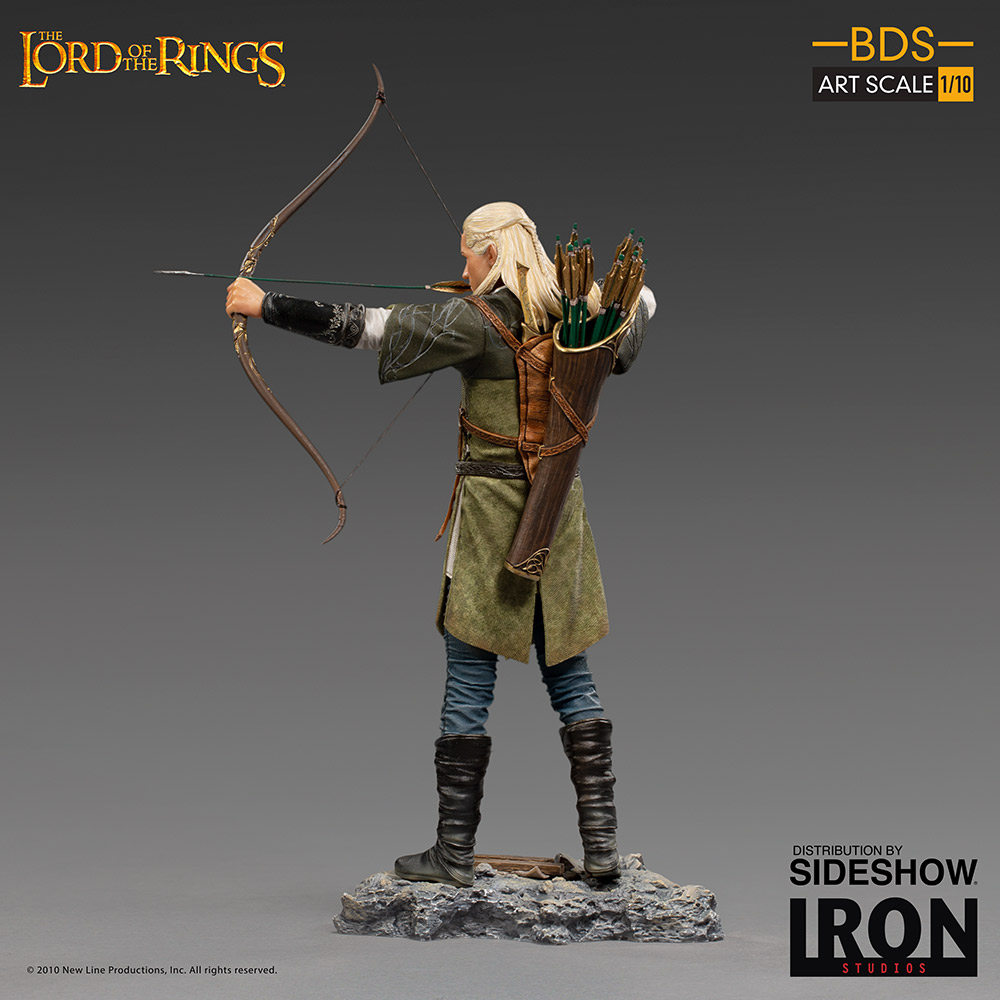 THE
LORD OF THE RINGS
BDS
ART SCALE 1/10
DISTRIBUTION BY
SIDESHOW
IRON
STUDIOS
© 2010 New Line Productions, Inc. All rights reserved.